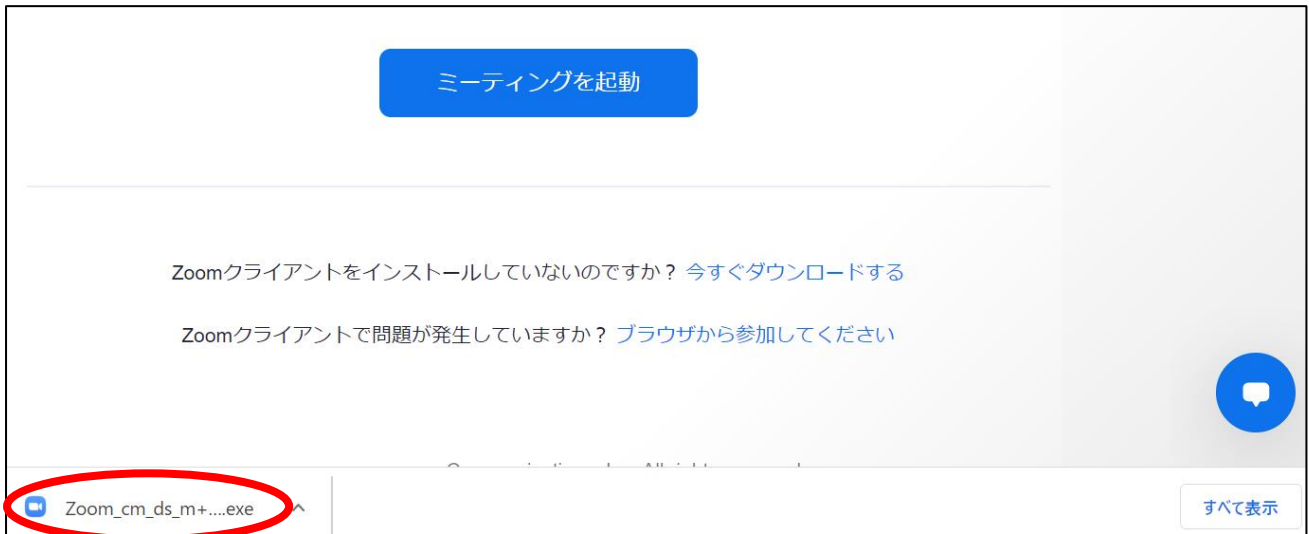 ミーティングを起動
Zoomクライアントをインストールしていないのですか？ 今すぐダウンロードする
Zoomクライアントで問題が発生していますか？ ブラウザから参加してください
Zoom_cm_ds_m+....exe
すべて表示